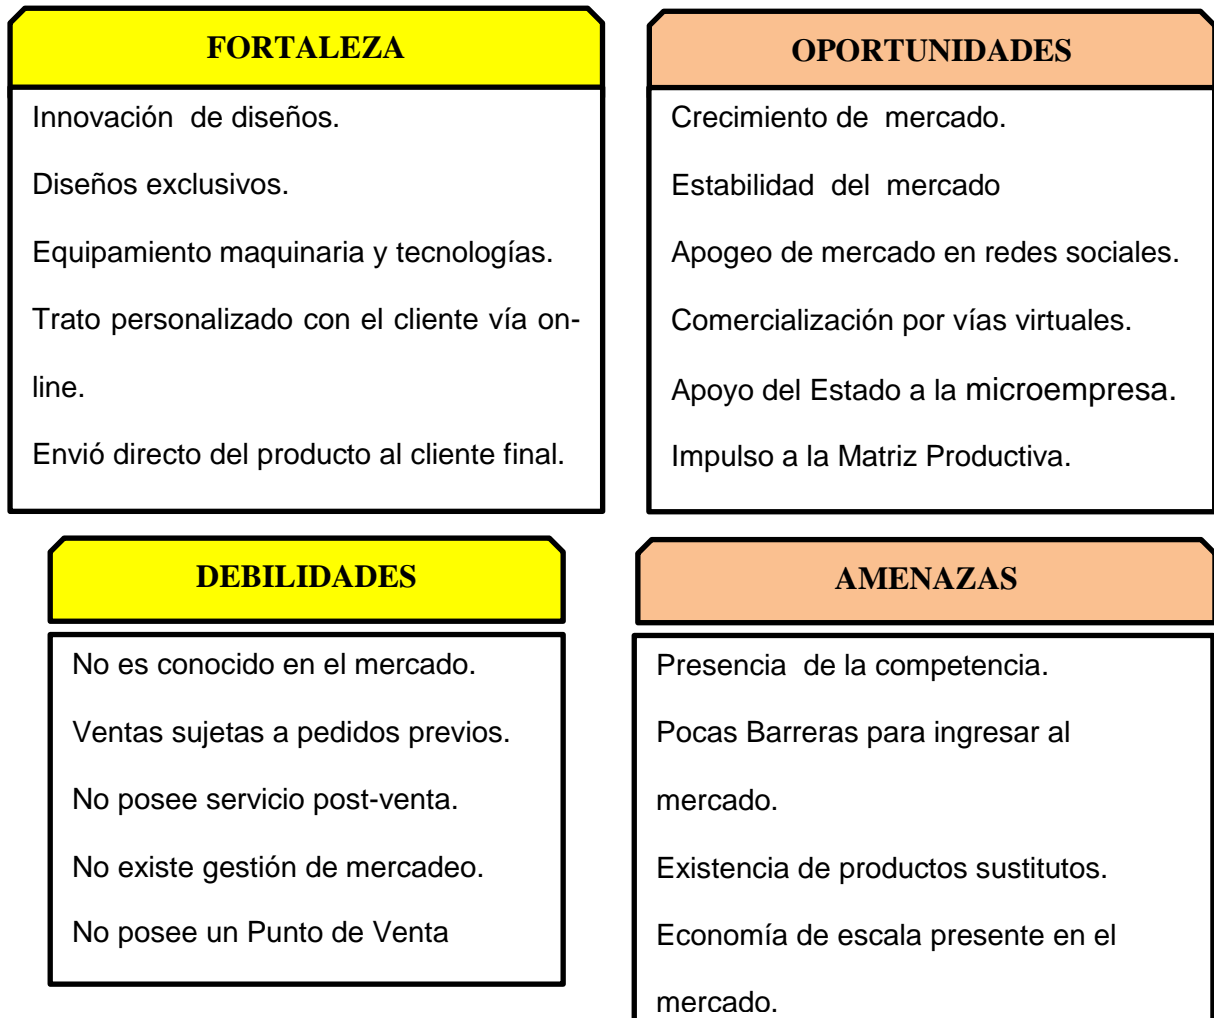 FORTALEZA
Innovación de diseños.
Diseños exclusivos.
Equipamiento maquinaria y tecnologías.
Trato personalizado con el cliente vía on-
line.
Envió directo del producto al cliente final.
OPORTUNIDADES
Crecimiento de mercado.
Estabilidad del mercado
Apogeo de mercado en redes sociales.
Comercialización por vías virtuales.
Apoyo del Estado a la microempresa.
Impulso a la Matriz Productiva.
DEBILIDADES
No es conocido en el mercado.
Ventas sujetas a pedidos previos.
No posee servicio post-venta.
No existe gestión de mercadeo.
No posee un Punto de Venta
AMENAZAS
Presencia de la competencia.
Pocas Barreras para ingresar al
mercado.
Existencia de productos sustitutos.
Economía de escala presente en el
mercado.